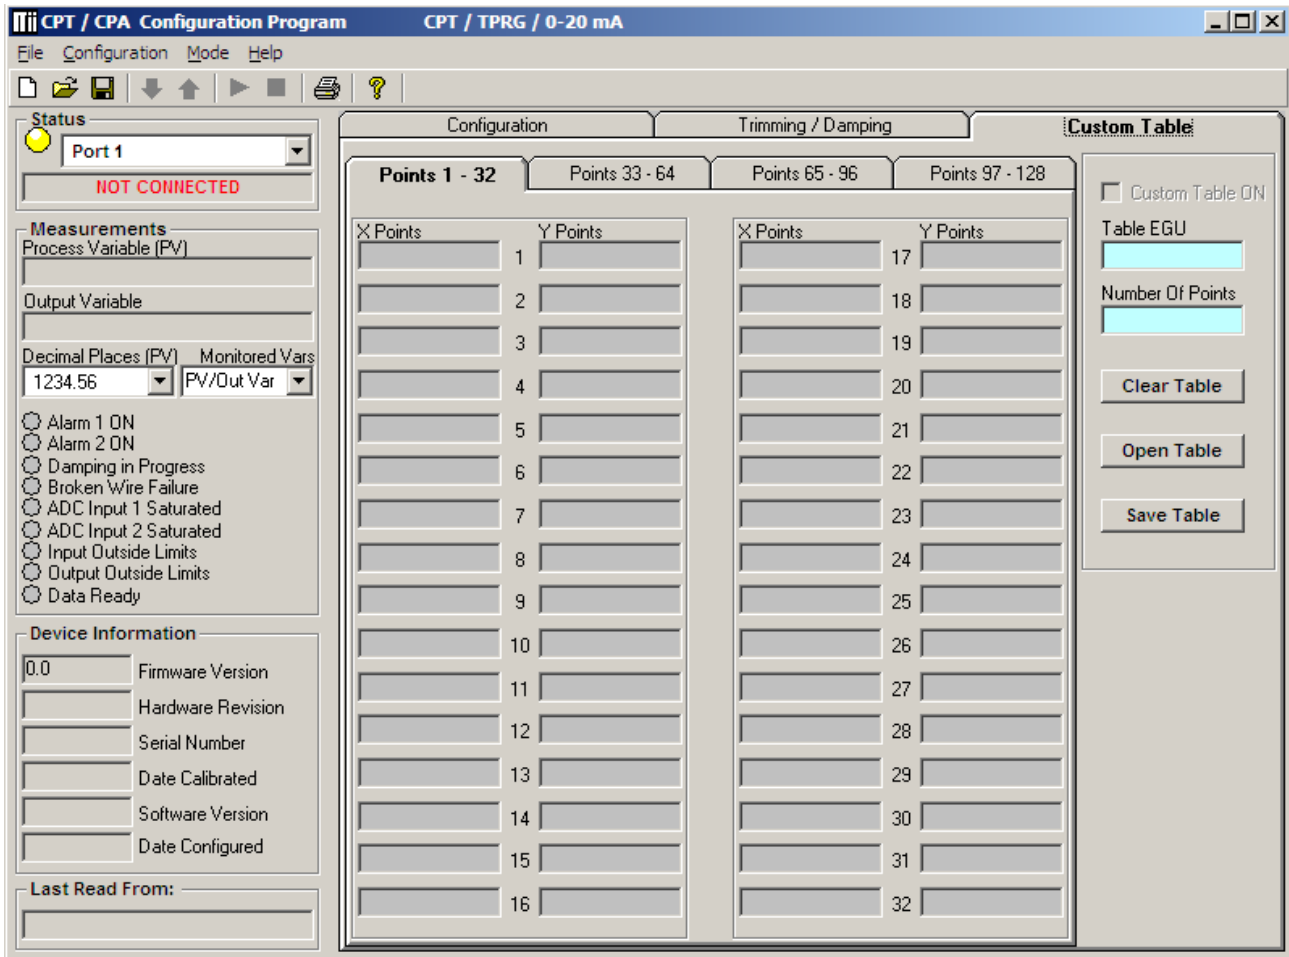 CPT / CPA Configuration Program CPT / TPRG / 0-20 mA
File Configuration Mode Help
Status
Port 1
NOT CONNECTED
Measurements
Process Variable (PV)
Output Variable
Decimal Places (PV) Monitored Vars
1234.56 PV/Out Var
Alarm 1 ON
Alarm 2 ON
Damping in Progress
Broken Wire Failure
ADC Input 1 Saturated
ADC Input 2 Saturated
Input Outside Limits
Output Outside Limits
Data Ready
Device Information
0.0 Firmware Version
Hardware Revision
Serial Number
Date Calibrated
Software Version
Date Configured
Last Read From:
Configuration Trimming / Damping Custom Table
Points 1 - 32 Points 33 - 64 Points 65 - 96 Points 97 - 128
X Points Y Points X Points Y Points
1 17
2 18
3 19
4 20
5 21
6 22
7 23
8 24
9 25
10 26
11 27
12 28
13 29
14 30
15 31
16 32
Custom Table ON
Table EGU
Number Of Points
Clear Table
Open Table
Save Table